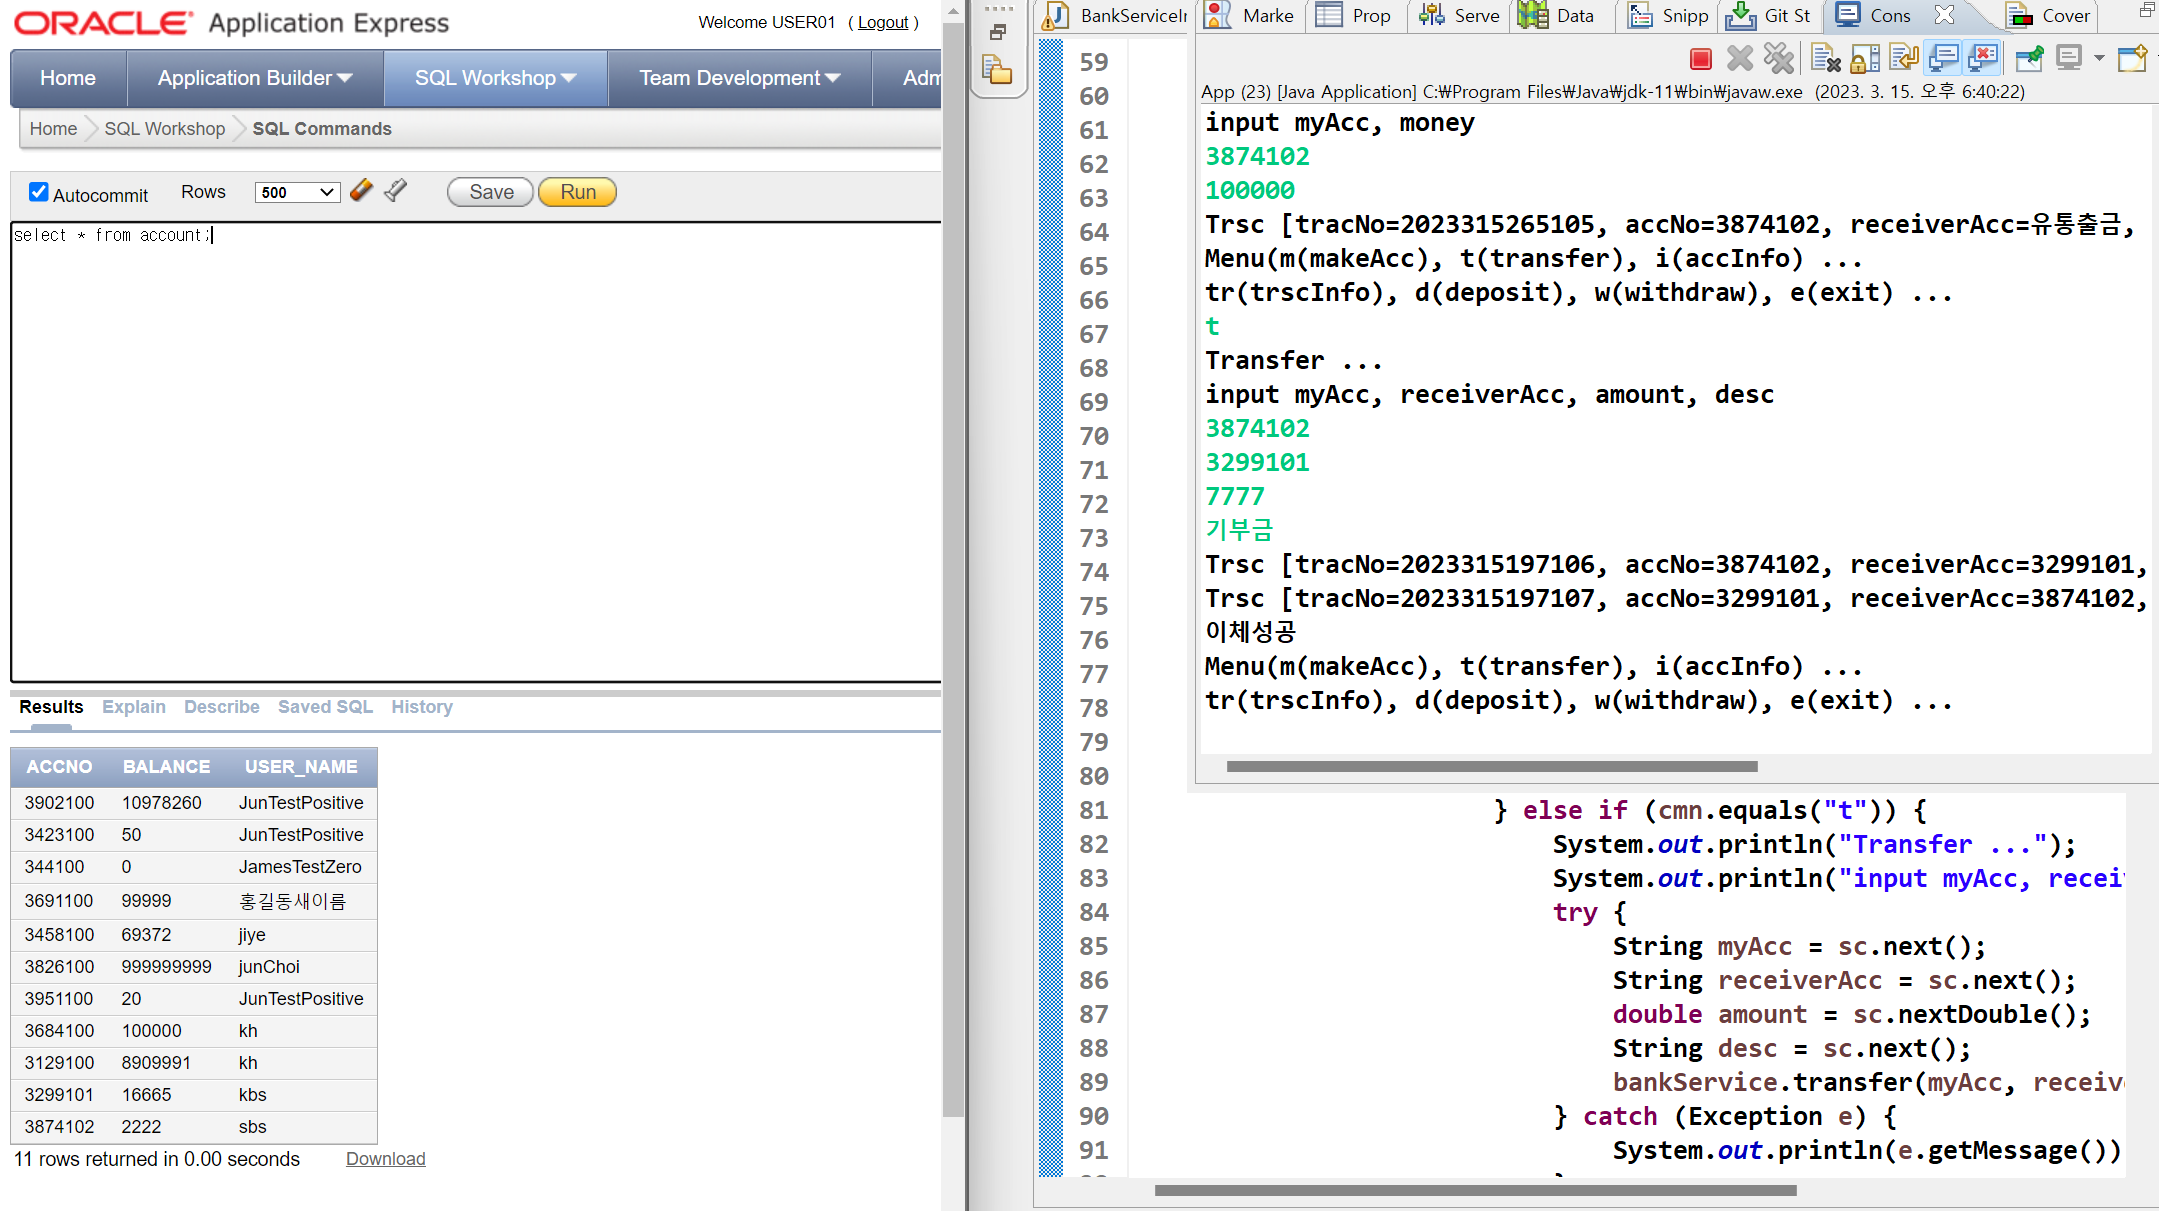 ORACLE Application Express
Welcome USER01 ( Logout )
Home Application Builder SQL Workshop Team Development Adm
Home SQL Workshop SQL Commands
Autocommit Rows 500 Save Run
select * from account;
Results Explain Describe Saved SQL History
ACCNO BALANCE USER_NAME
3902100 10978260 JunTestPositive
3423100 50 JunTestPositive
344100 0 JamesTestZero
3691100 99999 홍길동새이름
3458100 69372 jiye
3826100 999999999 junChoi
3951100 20 JunTestPositive
3684100 100000 kh
3129100 8909991 kh
3299101 16665 kbs
3874102 2222 sbs
11 rows returned in 0.00 seconds Download
BankServiceIr Marke Prop Serve Data Snipp Git St Cons Cover
App (23) [Java Application] C:₩Program Files₩Java₩jdk-11₩bin₩javaw.exe (2023. 3. 15. 오후 6:40:22)
input myAcc, money
3874102
100000
Trsc [tracNo=2023315265105, accNo=3874102, receiverAcc=유통출금,
Menu(m(makeAcc), t(transfer), i(accInfo) ...
tr(trscInfo), d(deposit), w(withdraw), e(exit) ...
t
Transfer ...
input myAcc, receiverAcc, amount, desc
3874102
3299101
7777
기부금
Trsc [tracNo=2023315197106, accNo=3874102, receiverAcc=3299101,
Trsc [tracNo=2023315197107, accNo=3299101, receiverAcc=3874102,
이체성공
Menu(m(makeAcc), t(transfer), i(accInfo) ...
tr(trscInfo), d(deposit), w(withdraw), e(exit) ...
59
60
61
62
63
64
65
66
67
68
69
70
71
72
73
74
75
76
77
78
79
80
81 } else if (cmn.equals("t")) {
82 System.out.println("Transfer ...");
83 System.out.println("input myAcc, recei
84 try {
85 String myAcc = sc.next();
86 String receiverAcc = sc.next();
87 double amount = sc.nextDouble();
88 String desc = sc.next();
89 bankService.transfer(myAcc, receiv
90 } catch (Exception e) {
91 System.out.println(e.getMessage())